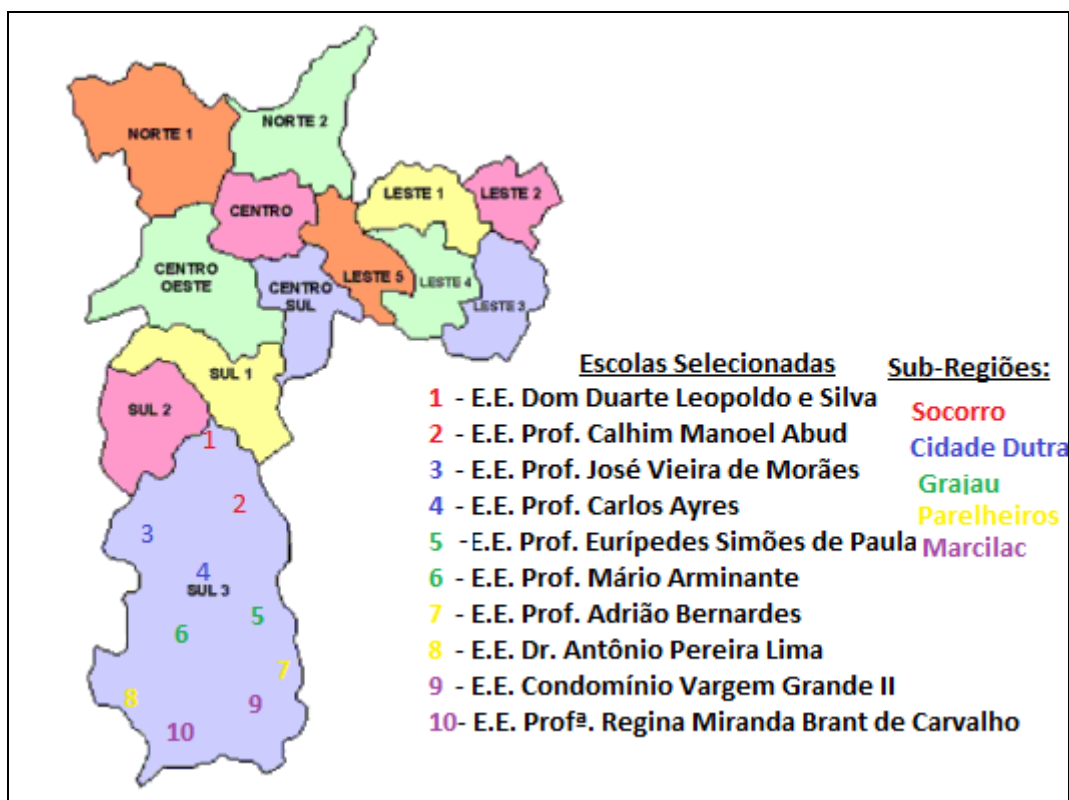 NORTE 1
NORTE 2
LESTE 1
LESTE 2
CENTRO
CENTRO
OESTE
CENTRO
SUL
LESTE 5
LESTE 4
LESTE 3
SUL 1
SUL 2
1
2
3
4
SUL 3
5
6
7
8
9
10
Escolas Selecionadas
1 - E.E. Dom Duarte Leopoldo e Silva
2 - E.E. Prof. Calhim Manoel Abud
3 - E.E. Prof. José Vieira de Morães
4 - E.E. Prof. Carlos Ayres
5 -E.E. Prof. Eurípedes Simões de Paula
6 - E.E. Prof. Mário Arminante
7 - E.E. Prof. Adrião Bernardes
8 - E.E. Dr. Antônio Pereira Lima
9 - E.E. Condomínio Vargem Grande II
10- E.E. Profª. Regina Miranda Brant de Carvalho
Sub-Regiões:
Socorro
Cidade Dutra
Grajau
Parelheiros
Marcilac